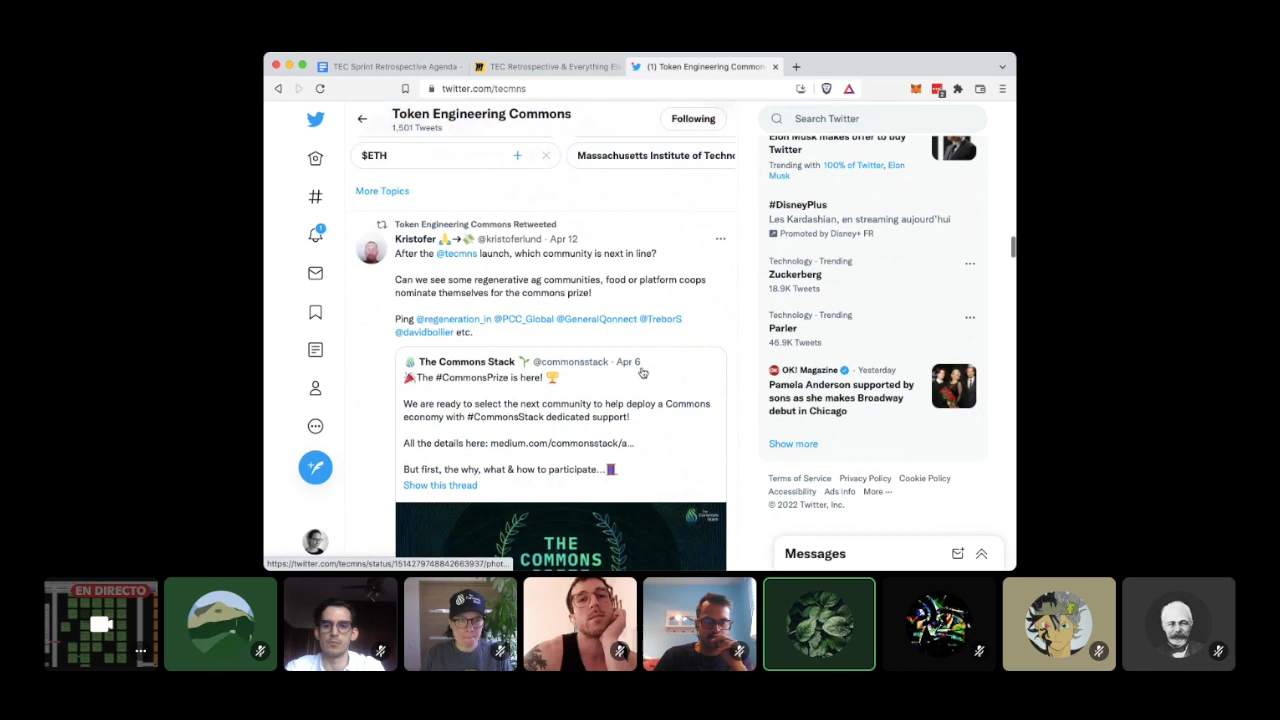 TEC Sprint Retrospective Agenda -
TEC Retrospective & Everything El
(1) Token Engineering Common
twitter.com/tecmns
Token Engineering Commons
1,501 Tweets
Following
$ETH
Massachusetts Institute of Techno
More Topics
Token Engineering Commons Retweeted
Kristofer 🙏→💸 @kristoferlund · Apr 12
After the @tecmns launch, which community is next in line?
Can we see some regenerative ag communities, food or platform coops
nominate themselves for the commons prize!
Ping @regeneration_in @PCC_Global @GeneralQonnect @TreborS
@davidbollier etc.
The Commons Stack 🌱 @commonsstack · Apr 6
🎉The #CommonsPrize is here! 🏆
We are ready to select the next community to help deploy a Commons
economy with #CommonsStack dedicated support!
All the details here: medium.com/commonsstack/a...
But first, the why, what & how to participate...
Show this thread
The Commons Stack
THE
COMMONS
https://twitter.com/tecmns/status/1514279748842663937/phot...
Search Twitter
Elon Musk makes offer to buy
Twitter
Trending with 100% of Twitter, Elon
Musk
#DisneyPlus
Les Kardashian, en streaming aujourd'hui
Promoted by Disney+ FR
Technology · Trending
Zuckerberg
18.9K Tweets
Technology · Trending
Parler
46.9K Tweets
OK! Magazine · Yesterday
Pamela Anderson supported by
sons as she makes Broadway
debut in Chicago
Show more
Terms of Service Privacy Policy Cookie Policy
Accessibility Ads info More ···
© 2022 Twitter, Inc.
Messages
EN DIRECTO